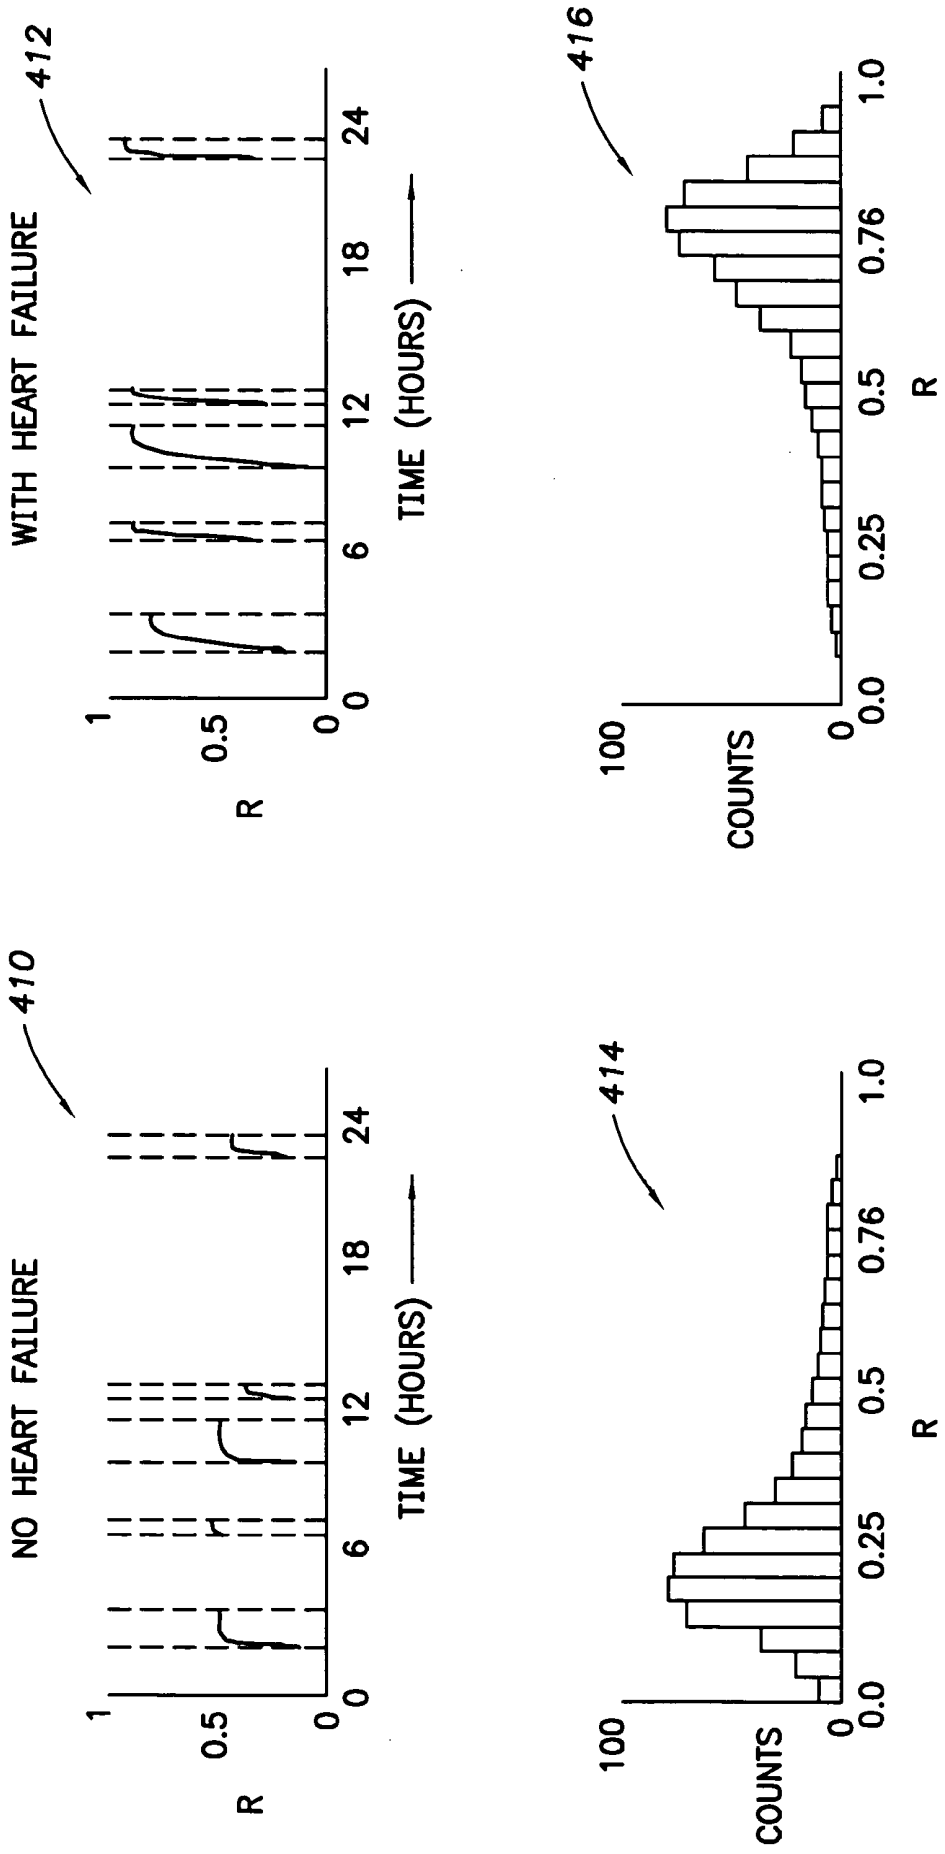 NO HEART FAILURE
410
1
0.5
0
R
0 6 12 18 24
TIME (HOURS)
WITH HEART FAILURE
412
1
0.5
0
R
0 6 12 18 24
TIME (HOURS)
414
100
COUNTS
0
0.0 0.25 0.5 0.76 1.0
R
416
100
COUNTS
0
0.0 0.25 0.5 0.76 1.0
R